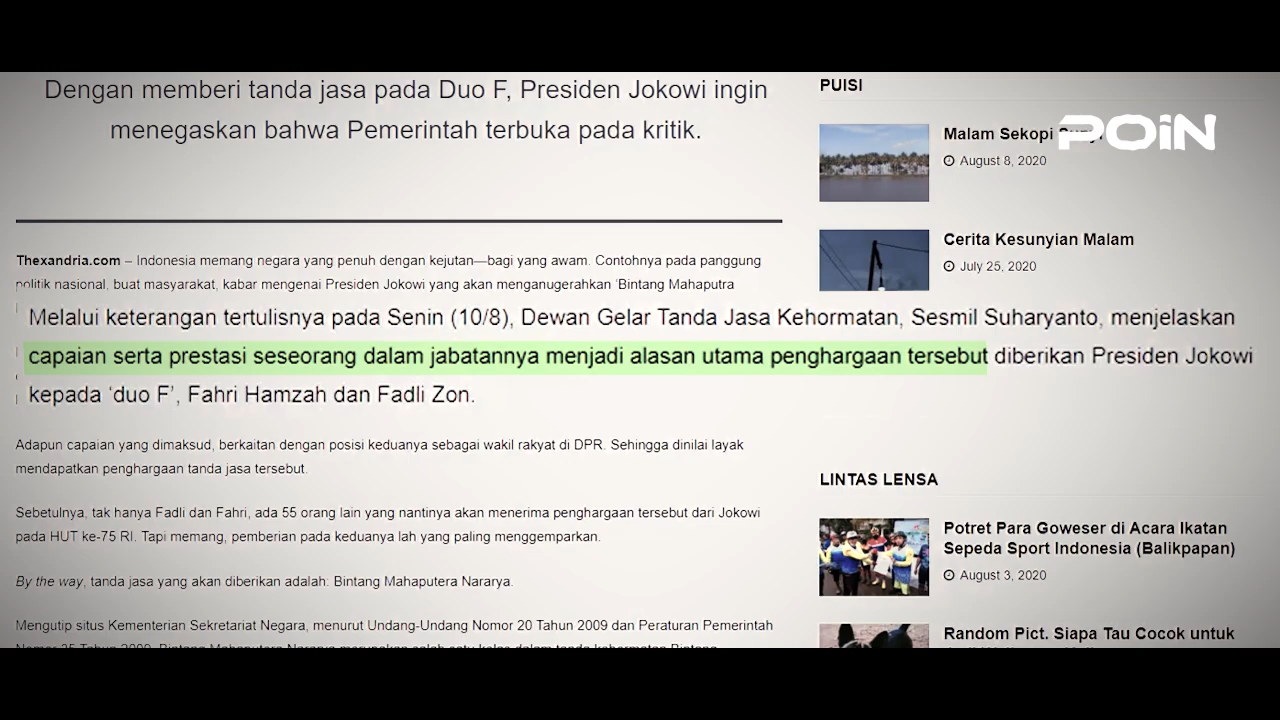 Dengan memberi tanda jasa pada Duo F, Presiden Jokowi ingin
menegaskan bahwa Pemerintah terbuka pada kritik.
Thexandria.com – Indonesia memang negara yang penuh dengan kejutan—bagi yang awam. Contohnya pada panggung
politik nasional, buat masyarakat, kabar mengenai Presiden Jokowi yang akan menganugerahkan ‘Bintang Mahaputra
Melalui keterangan tertulisnya pada Senin (10/8), Dewan Gelar Tanda Jasa Kehormatan, Sesmil Suharyanto, menjelaskan
capaian serta prestasi seseorang dalam jabatannya menjadi alasan utama penghargaan tersebut diberikan Presiden Jokowi
kepada ‘duo F’, Fahri Hamzah dan Fadli Zon.
Adapun capaian yang dimaksud, berkaitan dengan posisi keduanya sebagai wakil rakyat di DPR. Sehingga dinilai layak
mendapatkan penghargaan tanda jasa tersebut.
Sebetulnya, tak hanya Fadli dan Fahri, ada 55 orang lain yang nantinya akan menerima penghargaan tersebut dari Jokowi
pada HUT ke-75 RI. Tapi memang, pemberian pada keduanya lah yang paling menggemparkan.
By the way, tanda jasa yang akan diberikan adalah: Bintang Mahaputera Nararya.
Mengutip situs Kementerian Sekretariat Negara, menurut Undang-Undang Nomor 20 Tahun 2009 dan Peraturan Pemerintah
PUISI
POiN
Malam Sekopi
August 8, 2020
Cerita Kesunyian Malam
July 25, 2020
LINTAS LENSA
Potret Para Goweser di Acara Ikatan
Sepeda Sport Indonesia (Balikpapan)
August 3, 2020
Random Pict. Siapa Tau Cocok untuk